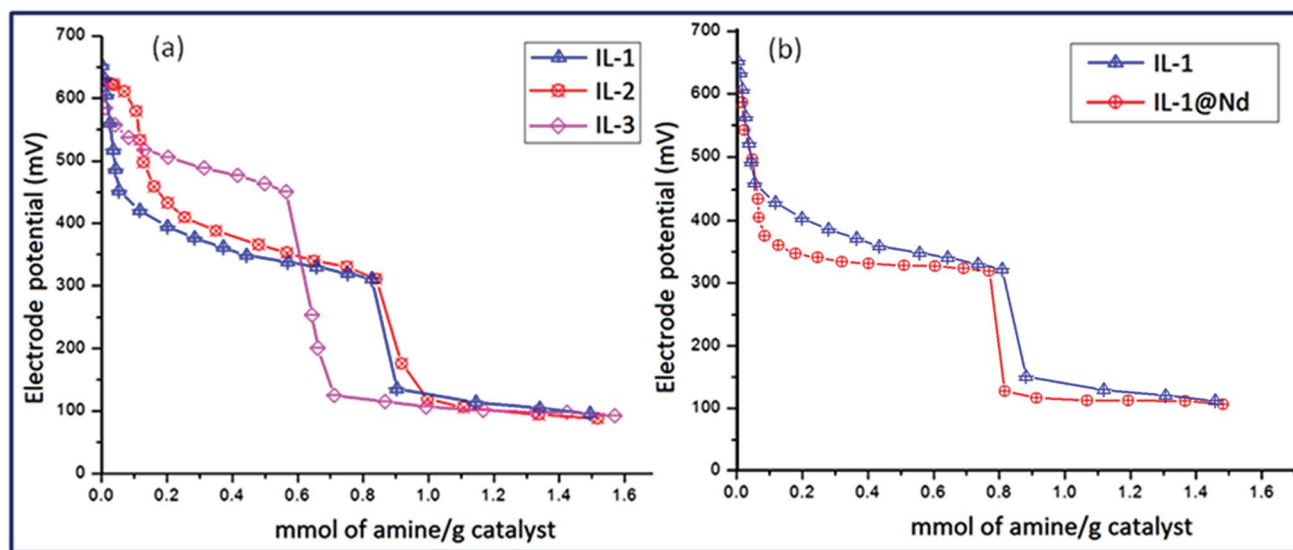 (a)
IL-1
IL-2
IL-3
Electrode potential (mV)
700
600
500
400
300
200
100
0
0.0 0.2 0.4 0.6 0.8 1.0 1.2 1.4 1.6
mmol of amine/g catalyst
(b)
IL-1
IL-1@Nd
Electrode potential (mV)
700
600
500
400
300
200
100
0
0.0 0.2 0.4 0.6 0.8 1.0 1.2 1.4 1.6
mmol of amine/g catalyst